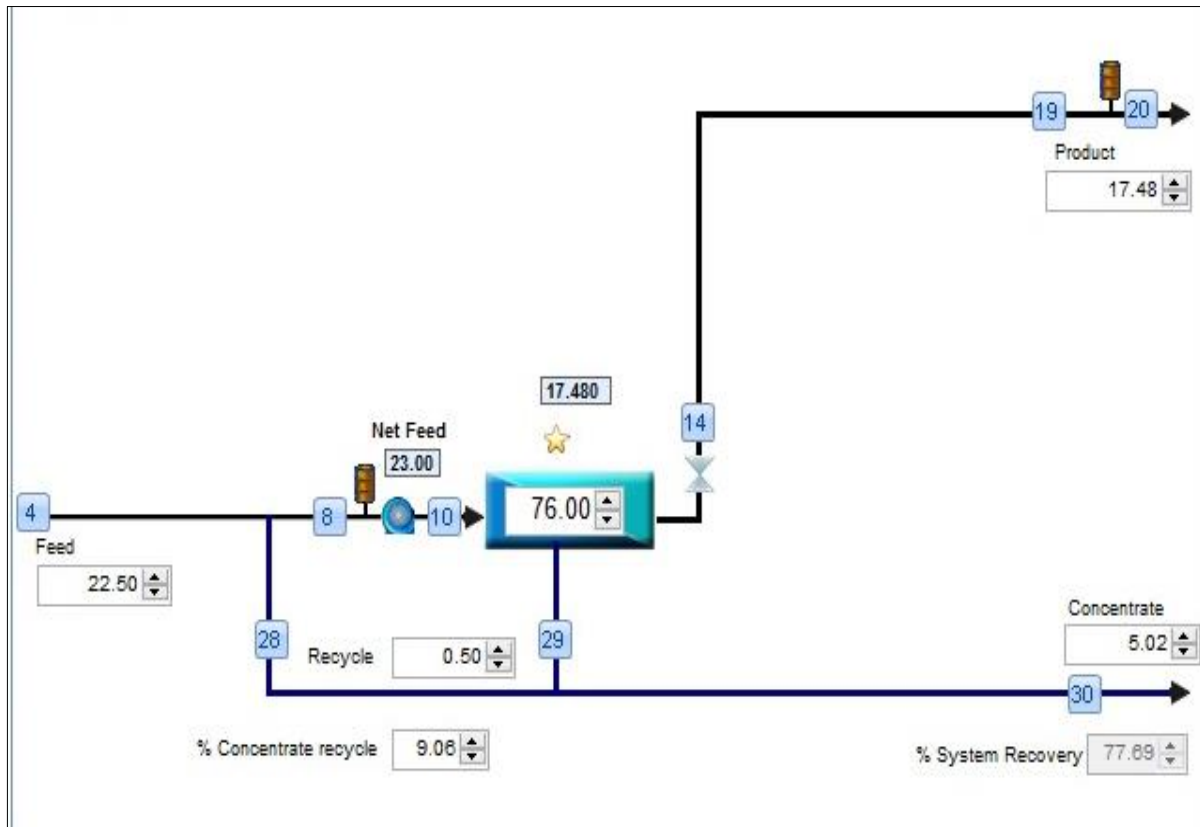 19
20
Product
17.48
17.480
14
Net Feed
23.00
4
8
10
76.00
Feed
22.50
28
Recycle
0.50
29
Concentrate
5.02
30
% Concentrate recycle
9.06
% System Recovery
77.69